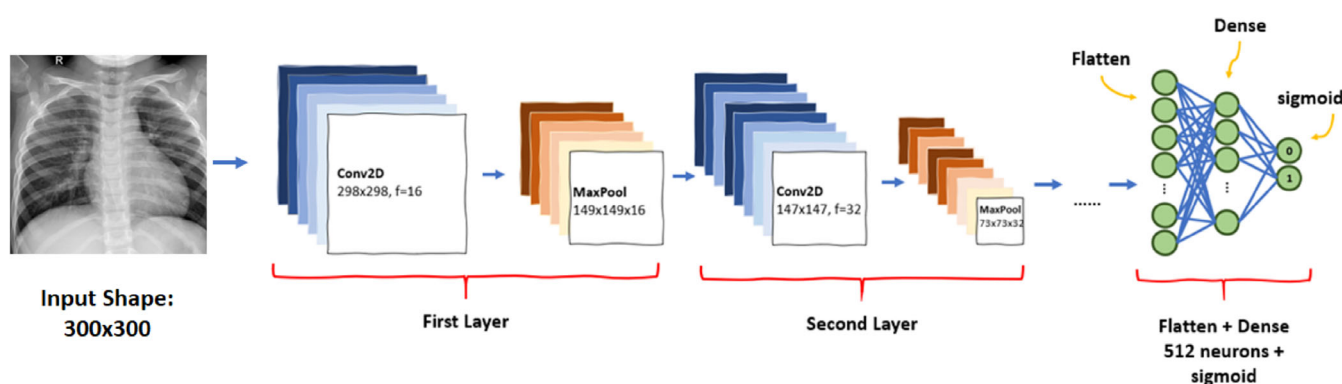 R
Input Shape:
300x300
Conv2D
298x298, f=16
MaxPool
149x149x16
First Layer
Conv2D
147x147, f=32
MaxPool
73x73x32
Second Layer
......
Flatten
Dense
sigmoid
0
1
Flatten + Dense
512 neurons +
sigmoid